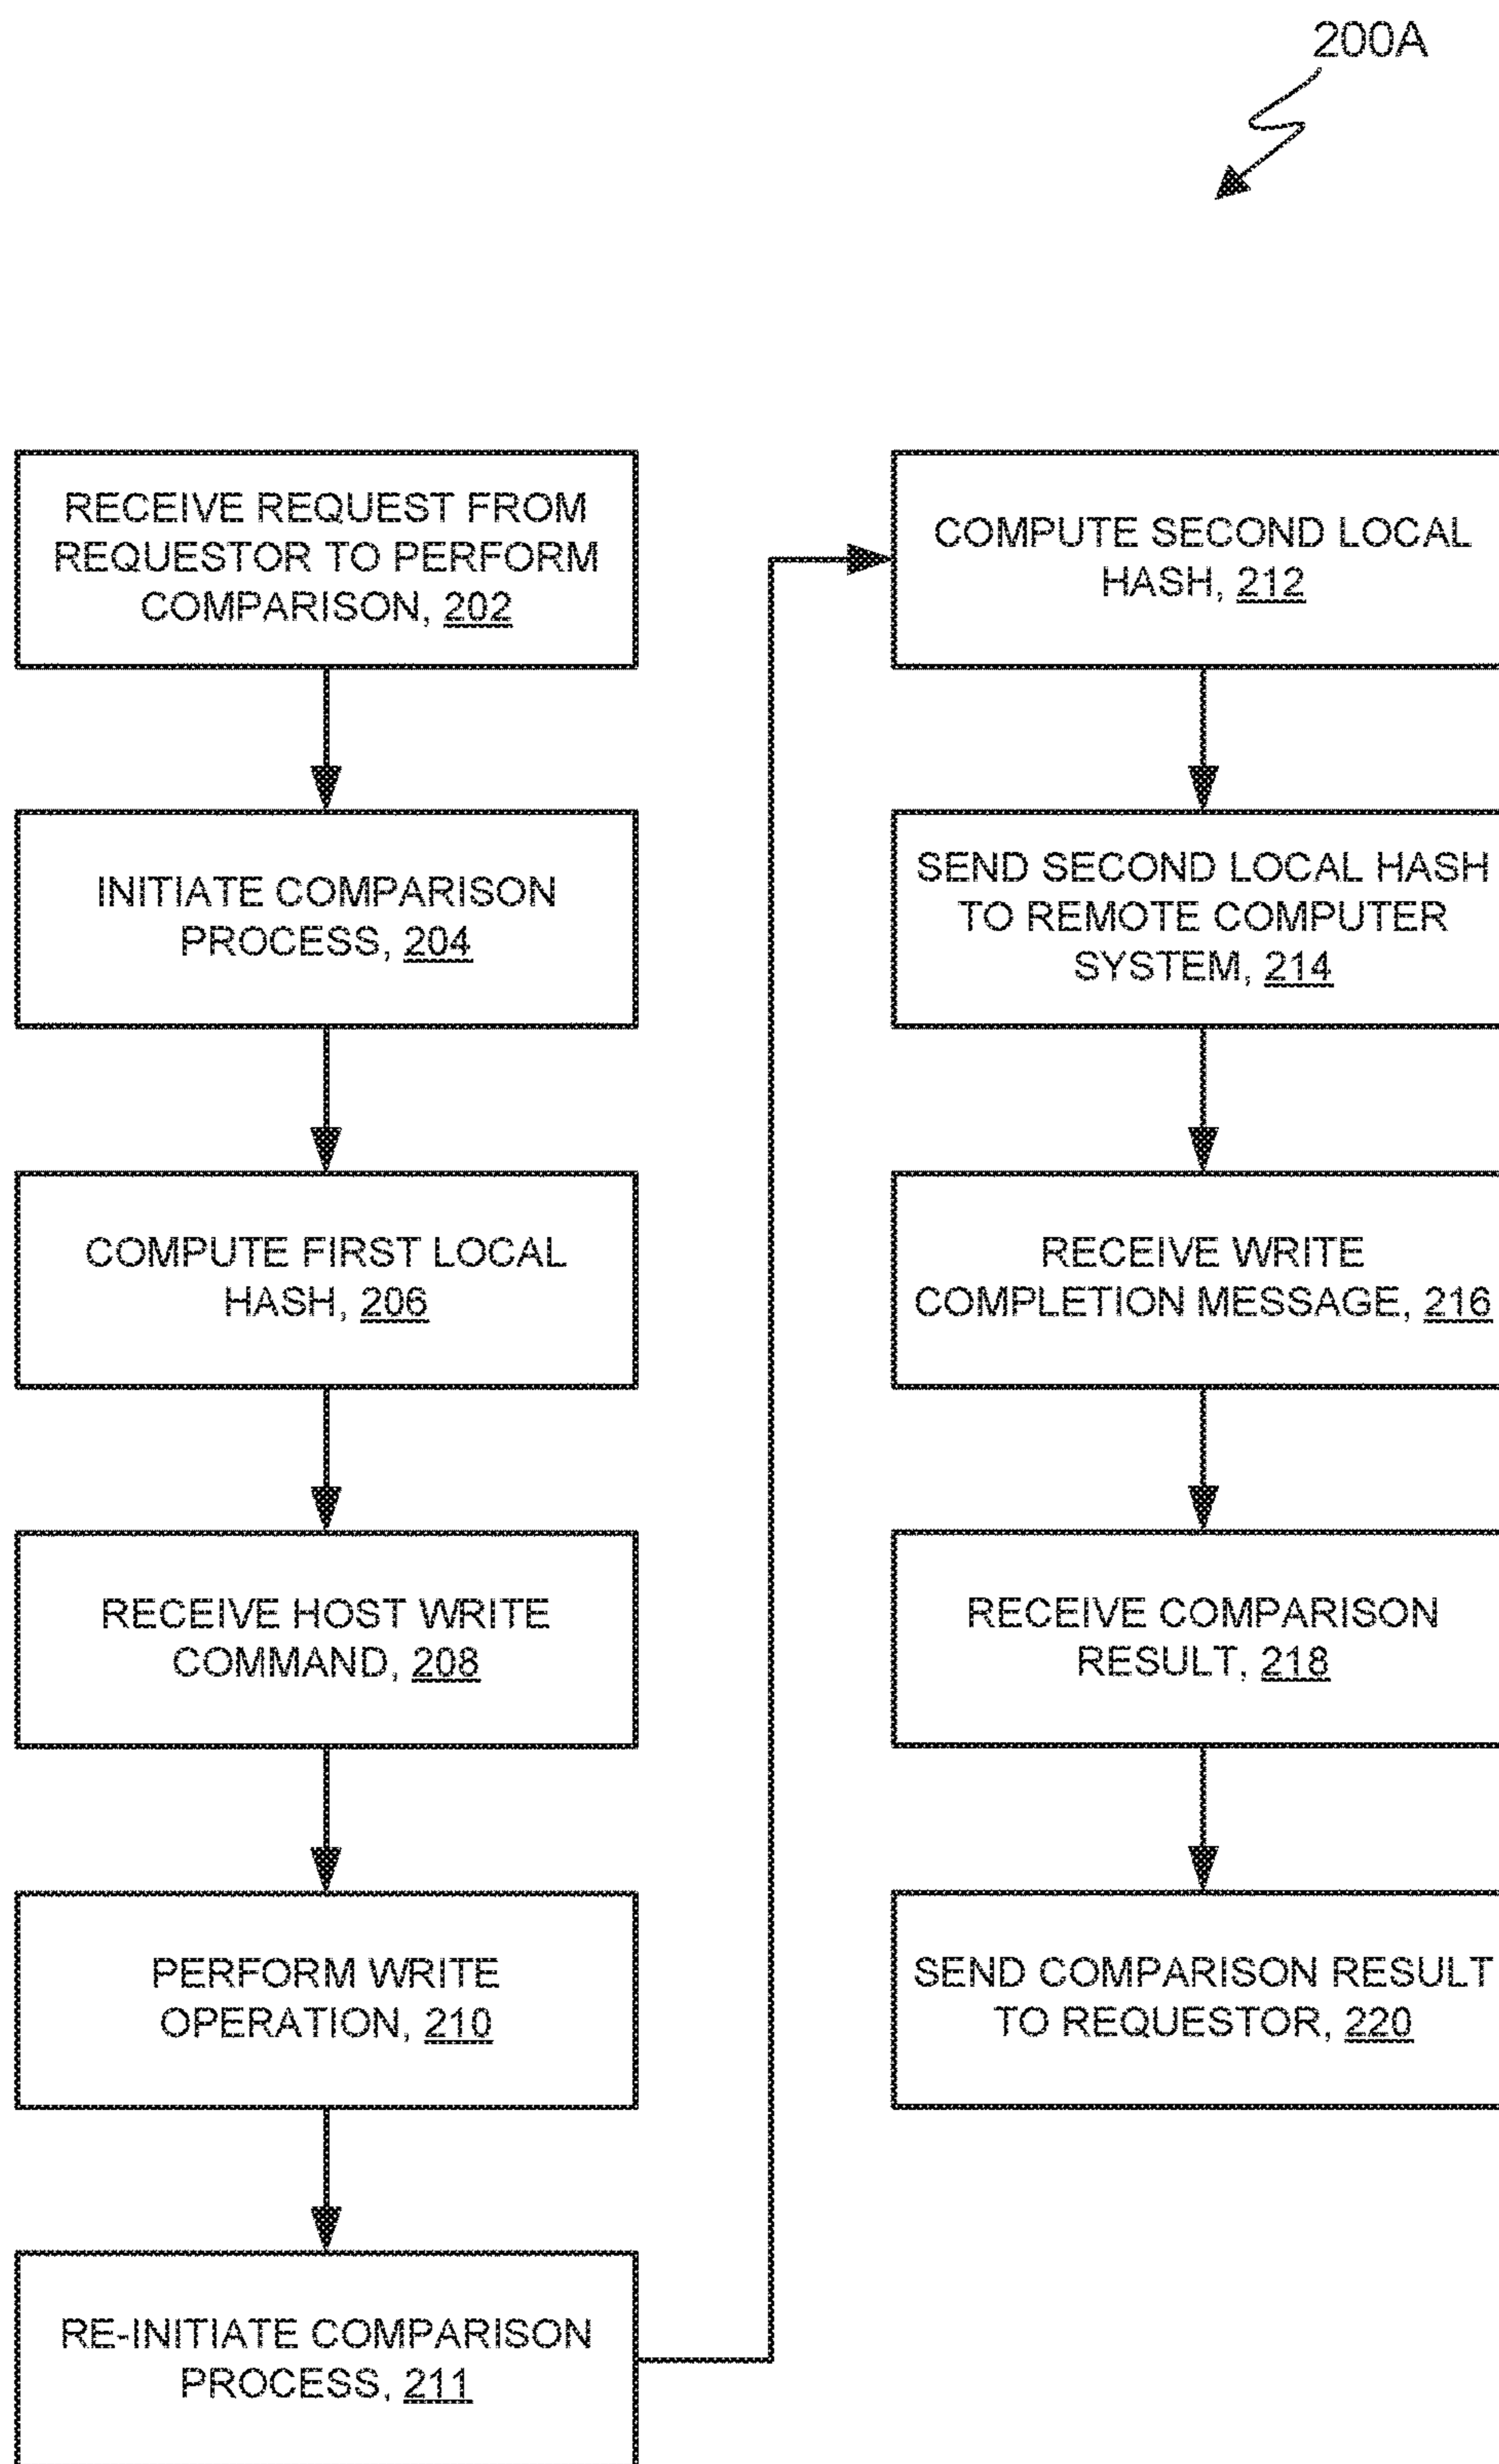 200A
RECEIVE REQUEST FROM
REQUESTOR TO PERFORM
COMPARISON, 202
INITIATE COMPARISON
PROCESS, 204
COMPUTE FIRST LOCAL
HASH, 206
RECEIVE HOST WRITE
COMMAND, 208
PERFORM WRITE
OPERATION, 210
RE-INITIATE COMPARISON
PROCESS, 211
COMPUTE SECOND LOCAL
HASH, 212
SEND SECOND LOCAL HASH
TO REMOTE COMPUTER
SYSTEM, 214
RECEIVE WRITE
COMPLETION MESSAGE, 216
RECEIVE COMPARISON
RESULT, 218
SEND COMPARISON RESULT
TO REQUESTOR, 220